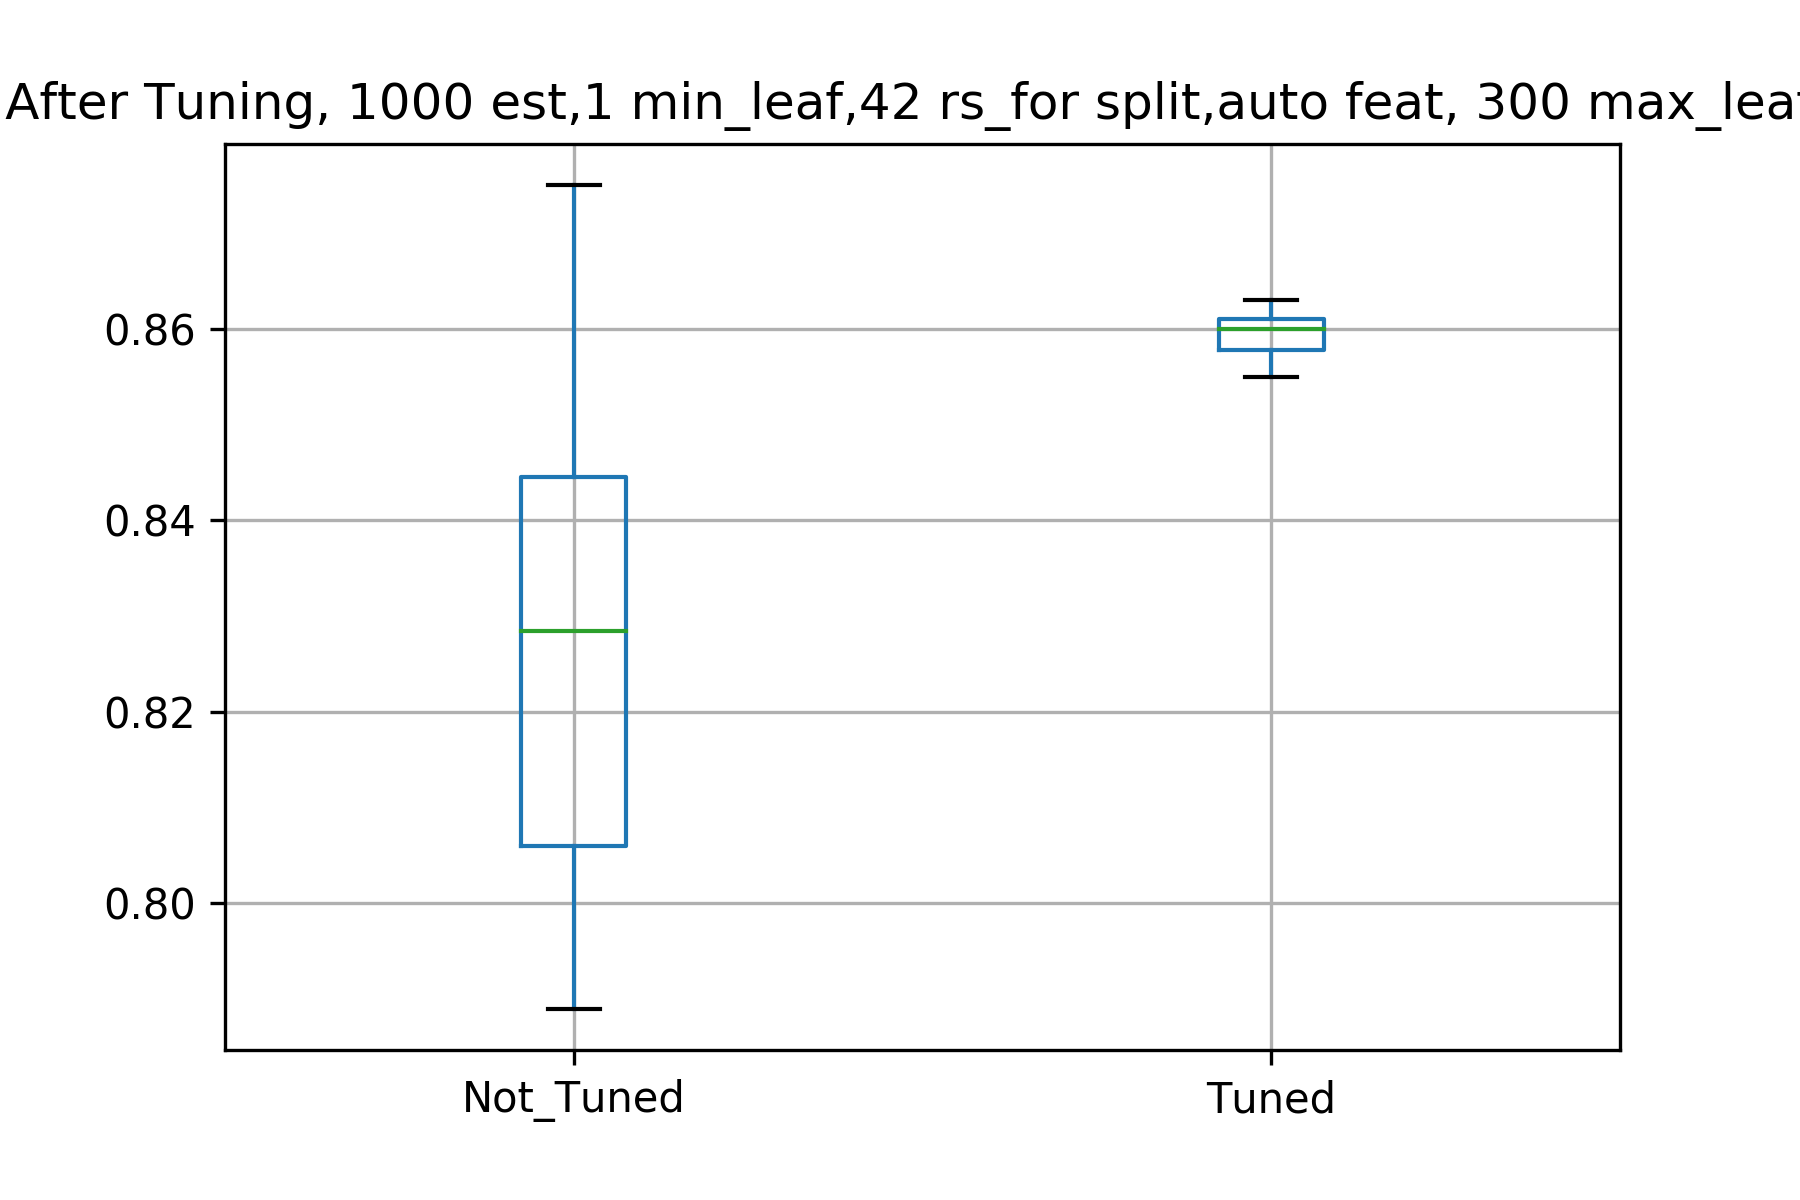 After Tuning, 1000 est,1 min_leaf,42 rs_for split,auto feat, 300
0.86
0.84
0.82
0.80
Not_Tuned Tuned